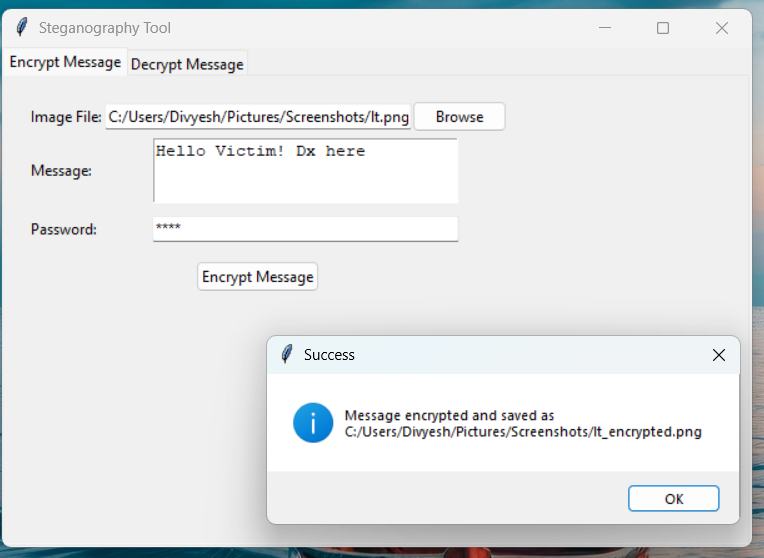 Steganography Tool
Encrypt Message
Decrypt Message
Image File: C:/Users/Divyesh/Pictures/Screenshots/lt.png Browse
Message: Hello Victim! Dx here
Password: ****
Encrypt Message
Success
Message encrypted and saved as
C:/Users/Divyesh/Pictures/Screenshots/lt_encrypted.png
OK